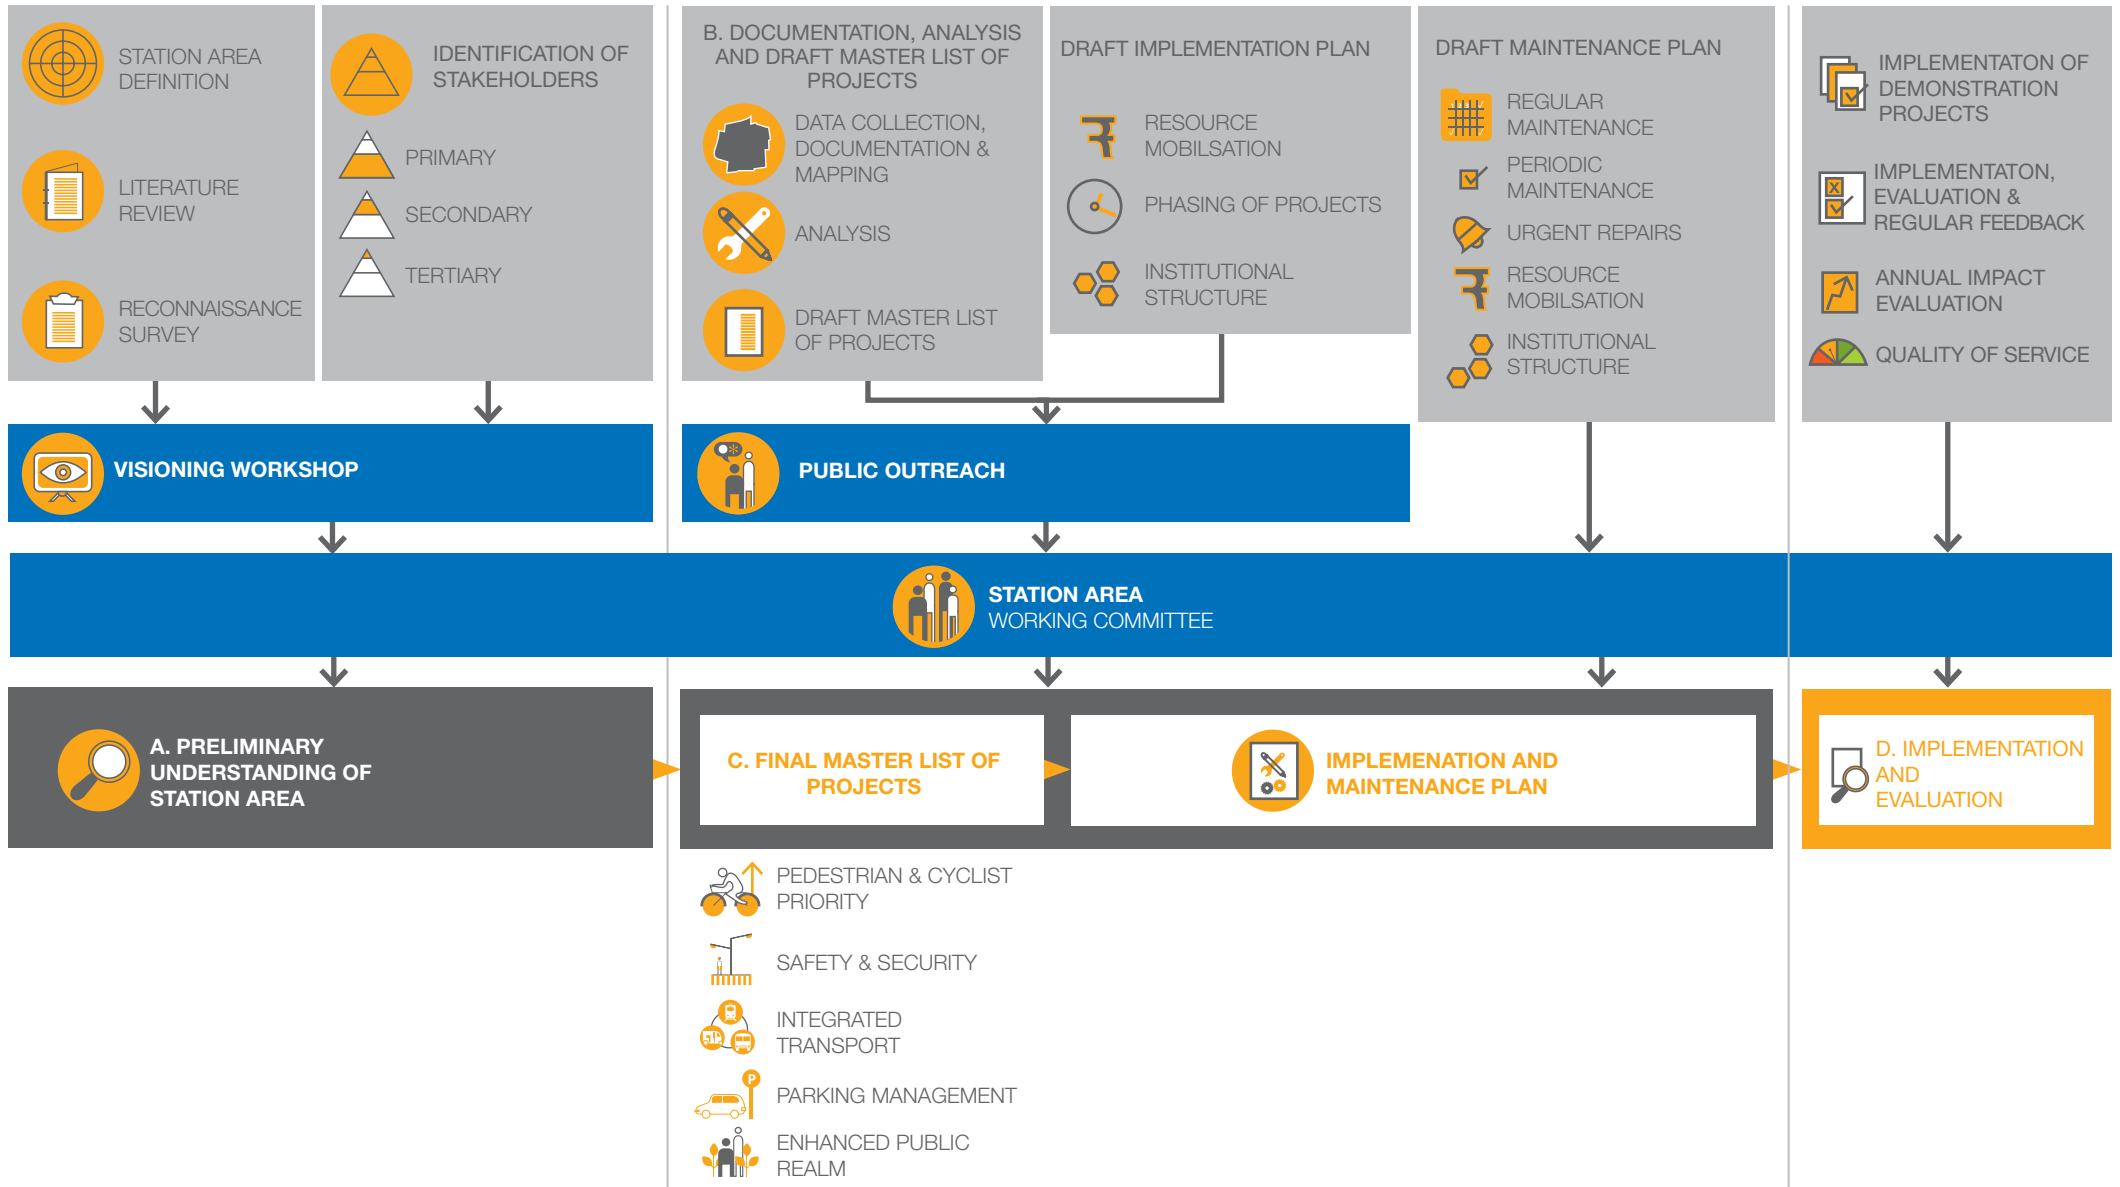 STATION AREA
DEFINITION
LITERATURE
REVIEW
RECONNAISSANCE
SURVEY
IDENTIFICATION OF
STAKEHOLDERS
PRIMARY
SECONDARY
TERTIARY
B. DOCUMENTATION, ANALYSIS
AND DRAFT MASTER LIST OF
PROJECTS
DATA COLLECTION,
DOCUMENTATION &
MAPPING
ANALYSIS
DRAFT MASTER LIST
OF PROJECTS
DRAFT IMPLEMENTATION PLAN
RESOURCE
MOBILSATION
PHASING OF PROJECTS
INSTITUTIONAL
STRUCTURE
DRAFT MAINTENANCE PLAN
REGULAR
MAINTENANCE
PERIODIC
MAINTENANCE
URGENT REPAIRS
RESOURCE
MOBILSATION
INSTITUTIONAL
STRUCTURE
IMPLEMENTATON OF
DEMONSTRATION
PROJECTS
X
IMPLEMENTATON,
EVALUATION &
REGULAR FEEDBACK
ANNUAL IMPACT
EVALUATION
QUALITY OF SERVICE
VISIONING WORKSHOP
PUBLIC OUTREACH
STATION AREA
WORKING COMMITTEE
A. PRELIMINARY
UNDERSTANDING OF
STATION AREA
C. FINAL MASTER LIST OF
PROJECTS
IMPLEMENATION AND
MAINTENANCE PLAN
D. IMPLEMENTATION
AND
EVALUATION
PEDESTRIAN & CYCLIST
PRIORITY
SAFETY & SECURITY
INTEGRATED
TRANSPORT
P
PARKING MANAGEMENT
ENHANCED PUBLIC
REALM